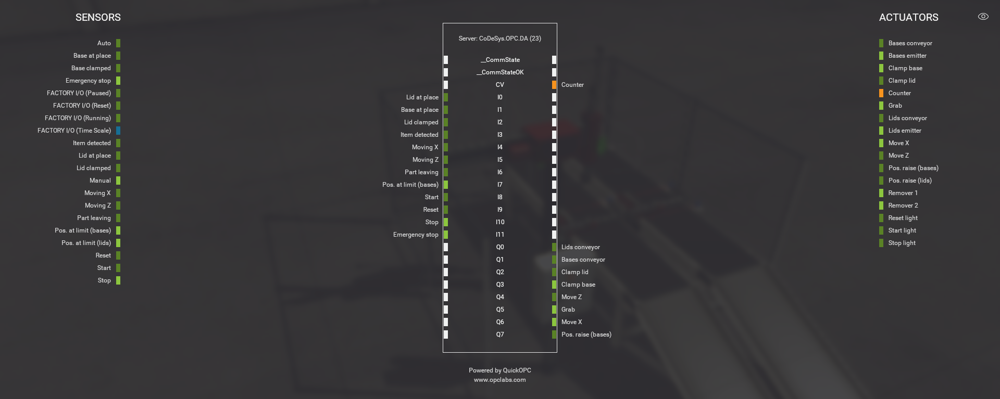 SENSORS
Auto
Base at place
Base clamped
Emergency stop
FACTORY I/O (Paused)
FACTORY I/O (Reset)
FACTORY I/O (Running)
FACTORY I/O (Time Scale)
Item detected
Lid at place
Lid clamped
Manual
Moving X
Moving Z
Part leaving
Pos. at limit (bases)
Pos. at limit (lids)
Reset
Start
Stop
Server: CoDeSys.OPC.DA (23)
__CommState
__CommStateOK
CV Counter
Lid at place I0
Base at place I1
Lid clamped I2
Item detected I3
Moving X I4
Moving Z I5
Part leaving I6
Pos. at limit (bases) I7
Start I8
Reset I9
Stop I10
Emergency stop I11
Q0 Lids conveyor
Q1 Bases conveyor
Q2 Clamp lid
Q3 Clamp base
Q4 Move Z
Q5 Grab
Q6 Move X
Q7 Pos. raise (bases)
Powered by QuickOPC
www.opclabs.com
ACTUATORS
Bases conveyor
Bases emitter
Clamp base
Clamp lid
Counter
Grab
Lids conveyor
Lids emitter
Move X
Move Z
Pos. raise (bases)
Pos. raise (lids)
Remover 1
Remover 2
Reset light
Start light
Stop light